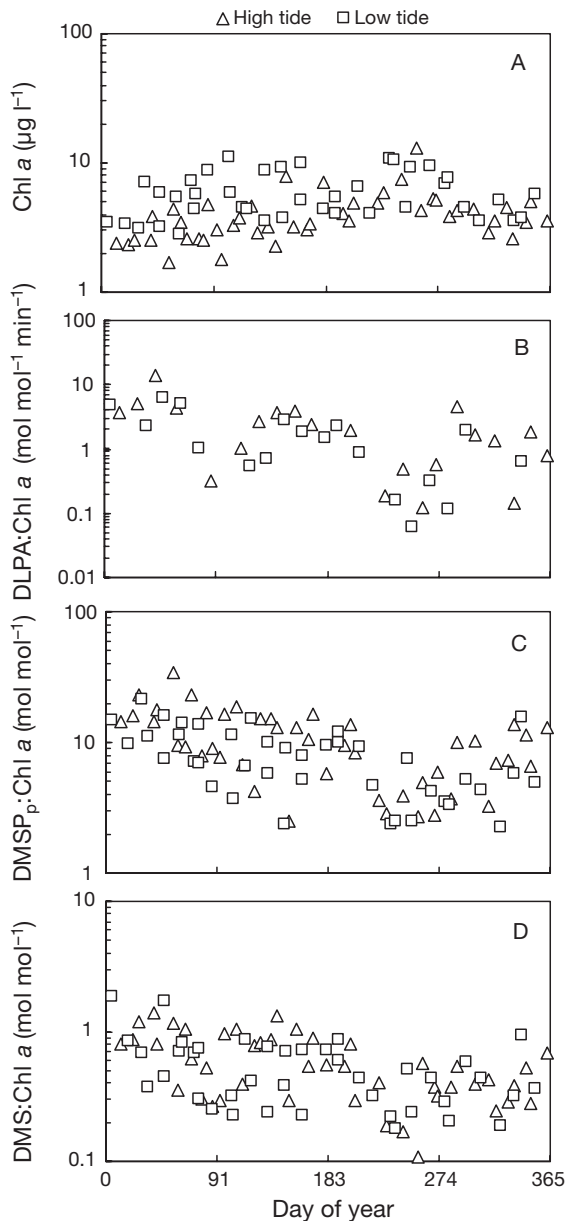 △ High tide □ Low tide
Chl a (µg l⁻¹)
100
10
1
A
DLPA:Chl a (mol mol⁻¹ min⁻¹)
100
10
1
0.1
0.01
B
DMSPp:Chl a (mol mol⁻¹)
100
10
1
C
DMS:Chl a (mol mol⁻¹)
10
1
0.1
D
0 91 183 274 365
Day of year